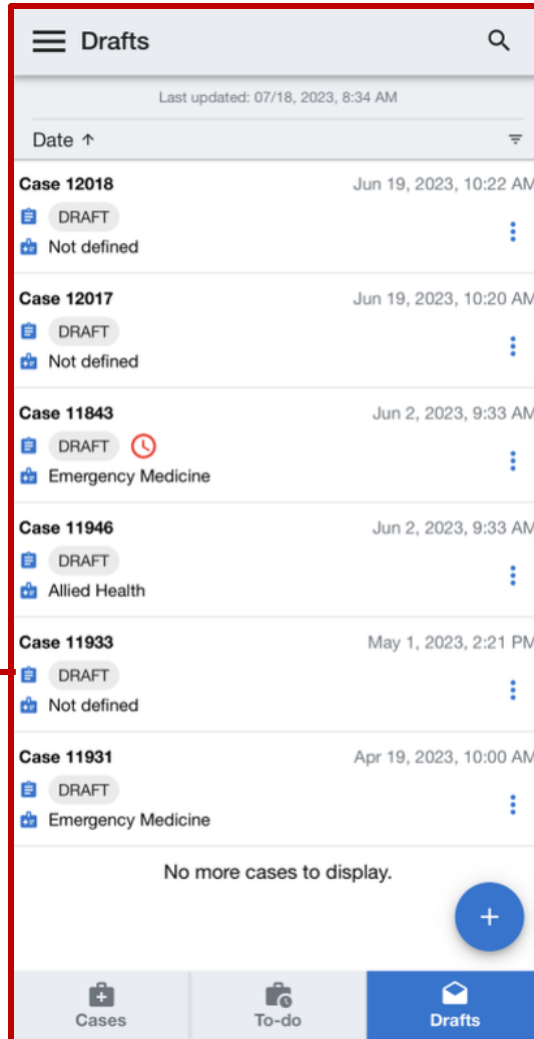 Drafts
Last updated: 07/18, 2023, 8:34 AM
Date ↑
Case 12018 Jun 19, 2023, 10:22 AM
DRAFT
Not defined
Case 12017 Jun 19, 2023, 10:20 AM
DRAFT
Not defined
Case 11843 Jun 2, 2023, 9:33 AM
DRAFT
Emergency Medicine
Case 11946 Jun 2, 2023, 9:33 AM
DRAFT
Allied Health
Case 11933 May 1, 2023, 2:21 PM
DRAFT
Not defined
Case 11931 Apr 19, 2023, 10:00 AM
DRAFT
Emergency Medicine
No more cases to display.
Cases To-do Drafts